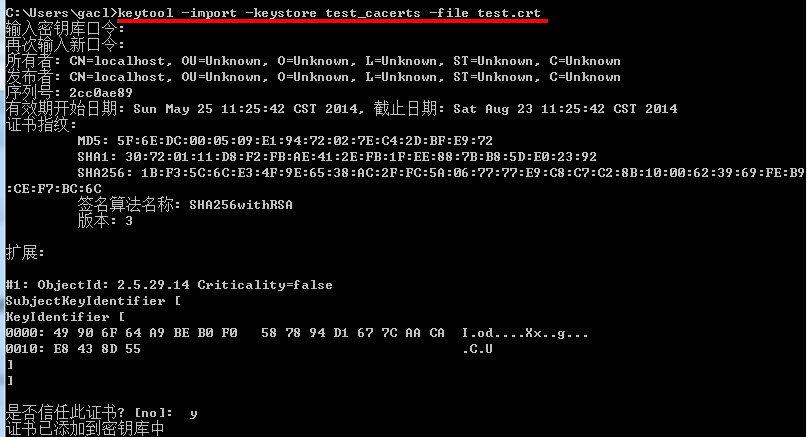 C:\Users\gacl>keytool -import -keystore test_cacerts -file test.crt
输入密钥库口令:
再次输入新口令:
所有者: CN=localhost, OU=Unknown, O=Unknown, L=Unknown, ST=Unknown, C=Unknown
发布者: CN=localhost, OU=Unknown, O=Unknown, L=Unknown, ST=Unknown, C=Unknown
序列号: 2cc0ae89
有效期开始日期: Sun May 25 11:25:42 CST 2014, 截止日期: Sat Aug 23 11:25:42 CST 2014
证书指纹:
MD5: 5F:6E:DC:00:05:09:E1:94:72:02:7E:C4:2D:BF:E9:72
SHA1: 30:72:01:11:D8:F2:FB:AE:41:2E:FB:1F:EE:88:7B:B8:5D:E0:23:92
SHA256: 1B:F3:5C:6C:E3:4F:9E:65:38:AC:2F:FC:5A:06:77:77:E9:C8:C7:C2:8B:10:00:62:39:69:FE:B9
:CE:F7:BC:6C
签名算法名称: SHA256withRSA
版本: 3
扩展:
#1: ObjectId: 2.5.29.14 Criticality=false
SubjectKeyIdentifier [
KeyIdentifier [
0000: 49 90 6F 64 A9 BE B0 F0   58 78 94 D1 67 7C AA CA  I.od....Xx..g...
0010: E8 43 8D 55                                        .C.U
]
]
是否信任此证书? [no]:  y
证书已添加到密钥库中